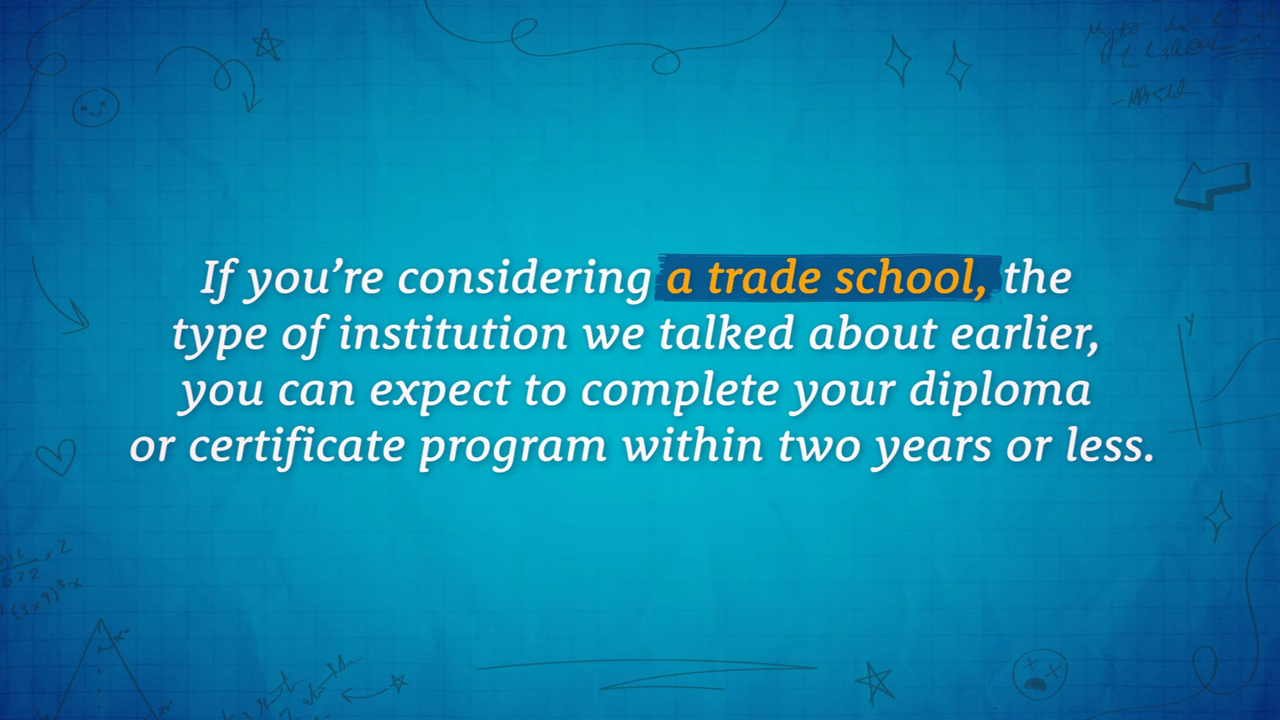 If you’re considering a trade school, the
type of institution we talked about earlier,
you can expect to complete your diploma
or certificate program within two years or less.